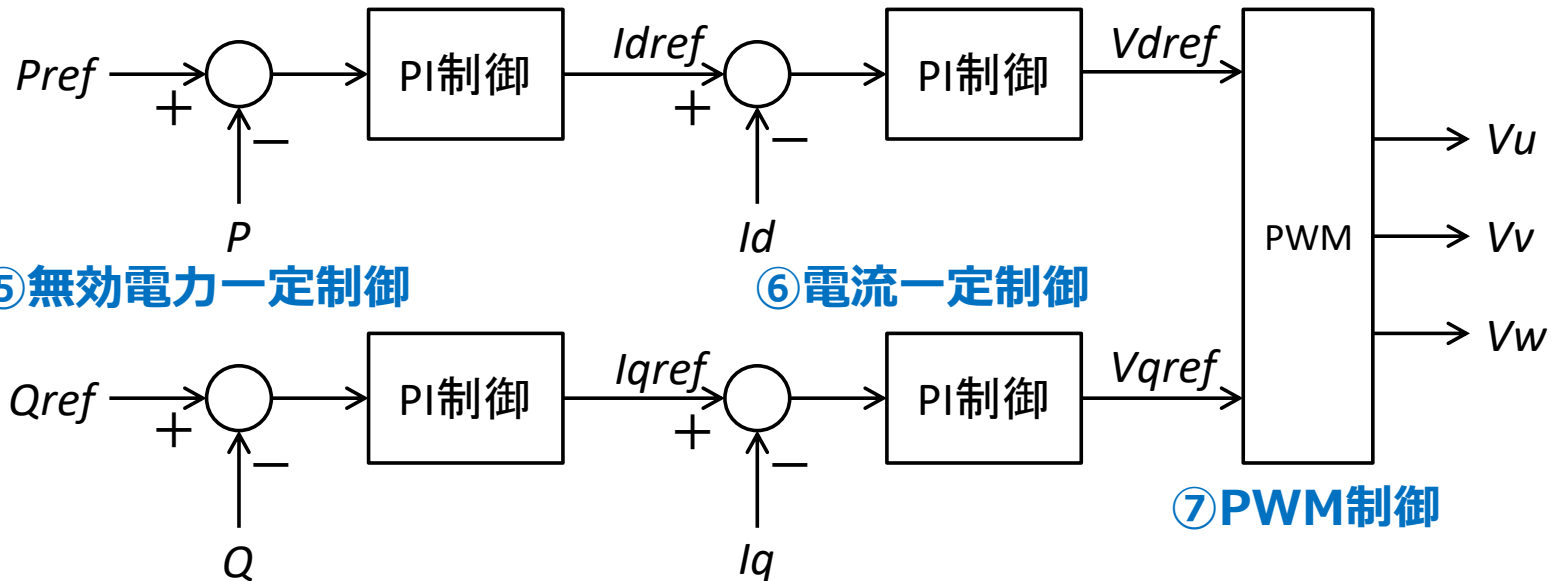 Pref + − PI制御 Idref + − PI制御 Vdref
P Id
Vu
PWM Vv
Vw
⑤無効電力一定制御 ⑥電流一定制御
Qref + − PI制御 Iqref + − PI制御 Vqref
Q Iq
⑦PWM制御